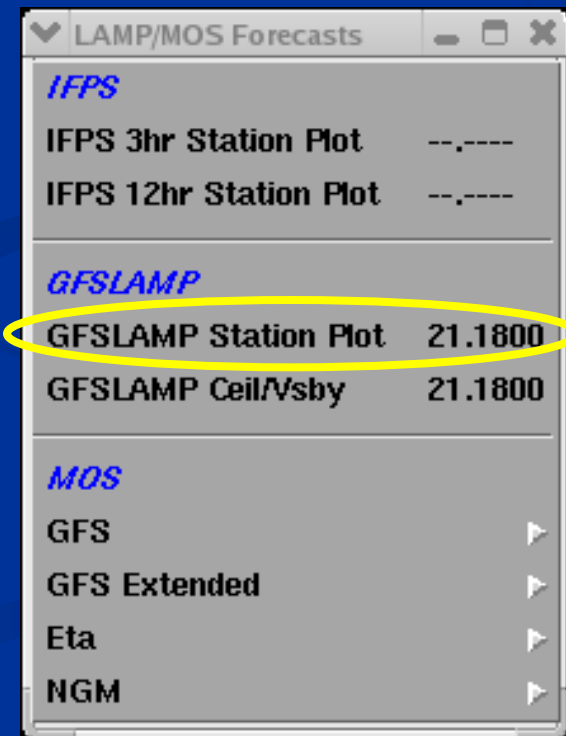 LAMP/MOS Forecasts
IFPS
IFPS 3hr Station Plot --.----
IFPS 12hr Station Plot --.----
GFSLAMP
GFSLAMP Station Plot 21.1800
GFSLAMP Ceil/Vsby 21.1800
MOS
GFS
GFS Extended
Eta
NGM